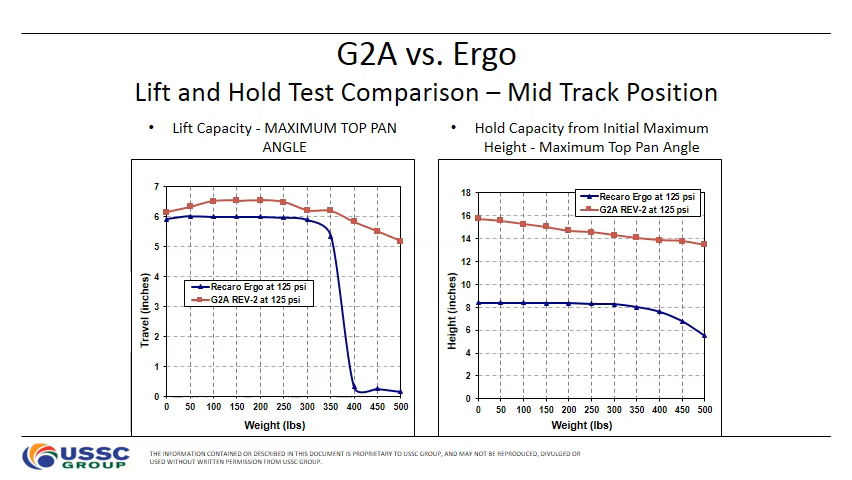 G2A vs. Ergo
Lift and Hold Test Comparison – Mid Track Position
• Lift Capacity - MAXIMUM TOP PAN
ANGLE
• Hold Capacity from Initial Maximum
Height - Maximum Top Pan Angle
7
6
5
4
3
2
1
0
Travel (inches)
Recaro Ergo at 125 psi
G2A REV-2 at 125 psi
0 50 100 150 200 250 300 350 400 450 500
Weight (lbs)
18
16
14
12
10
8
6
4
2
0
Height (inches)
Recaro Ergo at 125 psi
G2A REV-2 at 125 psi
0 50 100 150 200 250 300 350 400 450 500
Weight (lbs)
USSC
GROUP
THE INFORMATION CONTAINED OR DESCRIBED IN THIS DOCUMENT IS PROPRIETARY TO USSC GROUP, AND MAY NOT BE REPRODUCED, DIVULGED OR
USED WITHOUT WRITTEN PERMISSION FROM USSC GROUP.